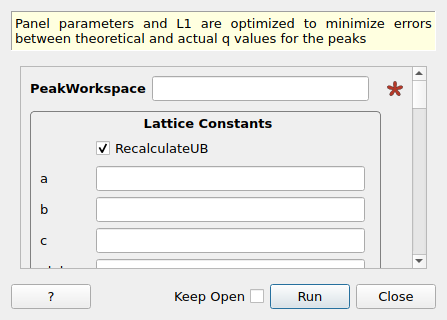 Panel parameters and L1 are optimized to minimize errors
between theoretical and actual q values for the peaks
PeakWorkspace
Lattice Constants
RecalculateUB
a
b
c
?
Keep Open
Run
Close